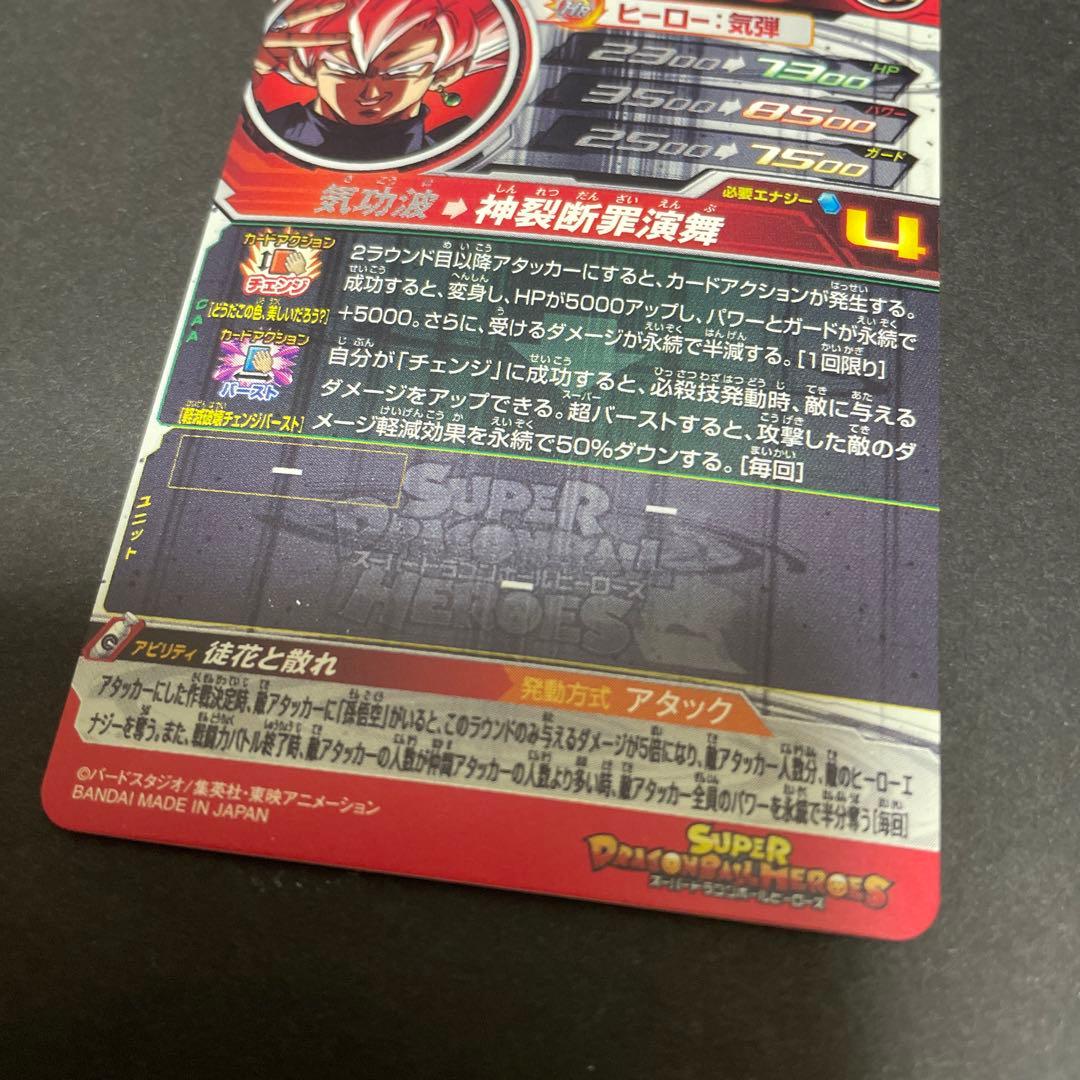 HR ヒーロー：気弾
2300 ➡ 7300 HP
3500 ➡ 8500 パワー
2500 ➡ 7500 ガード
気功波 ➡ 神裂断罪演舞
必要エナジー 4
カードアクション
チェンジ
[どうだこの色、美しいだろう?]
2ラウンド目以降アタッカーにすると、カードアクションが発生する。
成功すると、変身し、HPが5000アップし、パワーとガードが永続で
+5000。さらに、受けるダメージが永続で半減する。[1回限り]
CAA
カードアクション
バースト
[軽減破壊チェンジバースト]
自分が「チェンジ」に成功すると、必殺技発動時、敵に与える
ダメージをアップできる。超バーストすると、攻撃した敵のダ
メージ軽減効果を永続で50%ダウンする。[毎回]
ユニット
ー
ー
ー
SUPER
DRAGONBALL
スーパードラゴンボールヒーローズ
HEROES
アビリティ 徒花と散れ
発動方式 アタック
アタッカーにした作戦決定時、敵アタッカーに「孫悟空」がいると、このラウンドのみ与えるダメージが5倍になり、敵アタッカー人数分、敵のヒーローエ
ナジーを奪う。また、戦闘力バトル終了時、敵アタッカーの人数が仲間アタッカーの人数より多い時、敵アタッカー全員のパワーを永続で半分奪う[毎回]
©バードスタジオ/集英社・東映アニメーション
BANDAI MADE IN JAPAN
SUPER
DRAGONBALL HEROES
スーパードラゴンボールヒーローズ